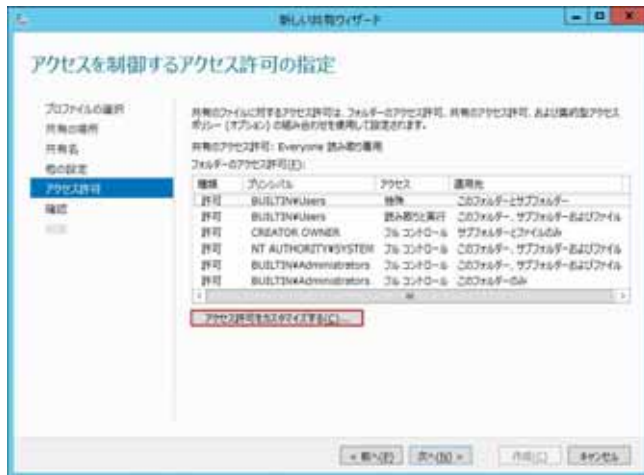 新しい共有ウィザード
アクセスを制御するアクセス許可の指定
プロファイルの選択
共有の場所
共有名
他の設定
アクセス許可
確認
結果
共有のファイルに対するアクセス許可は、フォルダーのアクセス許可、共有のアクセス許可、および集約型アクセス
ポリシー (オプション) の組み合わせを使用して設定されます。
共有のアクセス許可: Everyone 読み取り専用
フォルダーのアクセス許可(F):
種類 プリンシパル アクセス 適用先
許可 BUILTIN¥Users 特殊 このフォルダーとサブフォルダー
許可 BUILTIN¥Users 読み取りと実行 このフォルダー、サブフォルダーおよびファイル
許可 CREATOR OWNER フル コントロール サブフォルダーとファイルのみ
許可 NT AUTHORITY¥SYSTEM フル コントロール このフォルダー、サブフォルダーおよびファイル
許可 BUILTIN¥Administrators フル コントロール このフォルダー、サブフォルダーおよびファイル
許可 BUILTIN¥Administrators フル コントロール このフォルダーのみ
アクセス許可をカスタマイズする(C)...
< 前へ(P) 次へ(N) > 作成(C) キャンセル